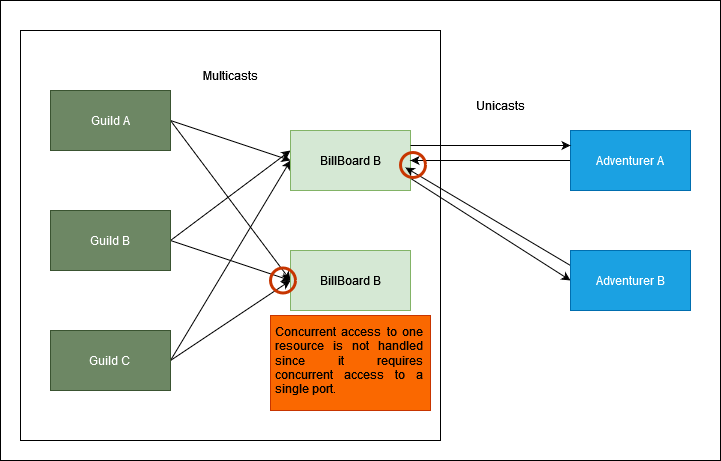 Multicasts
Unicasts
Guild A
BillBoard B
Adventurer A
Guild B
BillBoard B
Adventurer B
Guild C
Concurrent access to one
resource is not handled
since it requires
concurrent access to a
single port.